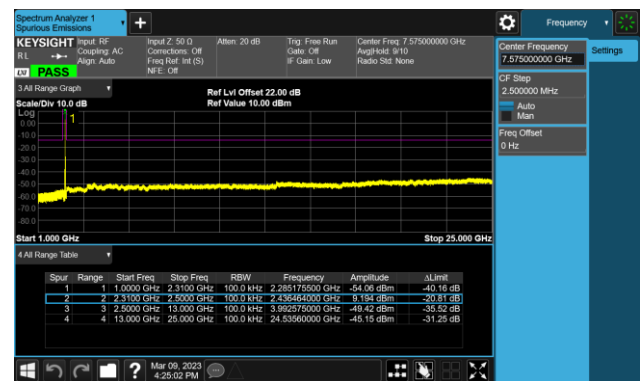 Spectrum Analyzer 1
Spurious Emissions
Frequency
KEYSIGHT Input: RF Input Z: 50 Ω Atten: 20 dB Trig: Free Run Center Freq: 7.575000000 GHz
RL Coupling: AC Corrections: Off Gate: Off Avg|Hold: 9/10
Align: Auto Freq Ref: Int (S) IF Gain: Low Radio Std: None
LXI PASS NFE: Off
Center Frequency
7.575000000 GHz
Settings
CF Step
2.500000 MHz
Auto
Man
Freq Offset
0 Hz
3 All Range Graph
Ref Lvl Offset 22.00 dB
Scale/Div 10.0 dB Ref Value 10.00 dBm
Log
1
0.00
-10.0
-20.0
-30.0
-40.0
-50.0
-60.0
-70.0
-80.0
Start 1.000 GHz Stop 25.000 GHz
4 All Range Table
Spur Range Start Freq Stop Freq RBW Frequency Amplitude ΔLimit
1 1 1.0000 GHz 2.3100 GHz 100.0 kHz 2.285175500 GHz -54.06 dBm -40.16 dB
2 2 2.3100 GHz 2.5000 GHz 100.0 kHz 2.436464000 GHz 9.194 dBm -20.81 dB
3 3 2.5000 GHz 13.000 GHz 100.0 kHz 3.992575000 GHz -49.42 dBm -35.52 dB
4 4 13.000 GHz 25.000 GHz 100.0 kHz 24.53560000 GHz -45.15 dBm -31.25 dB
Mar 09, 2023
4:25:02 PM